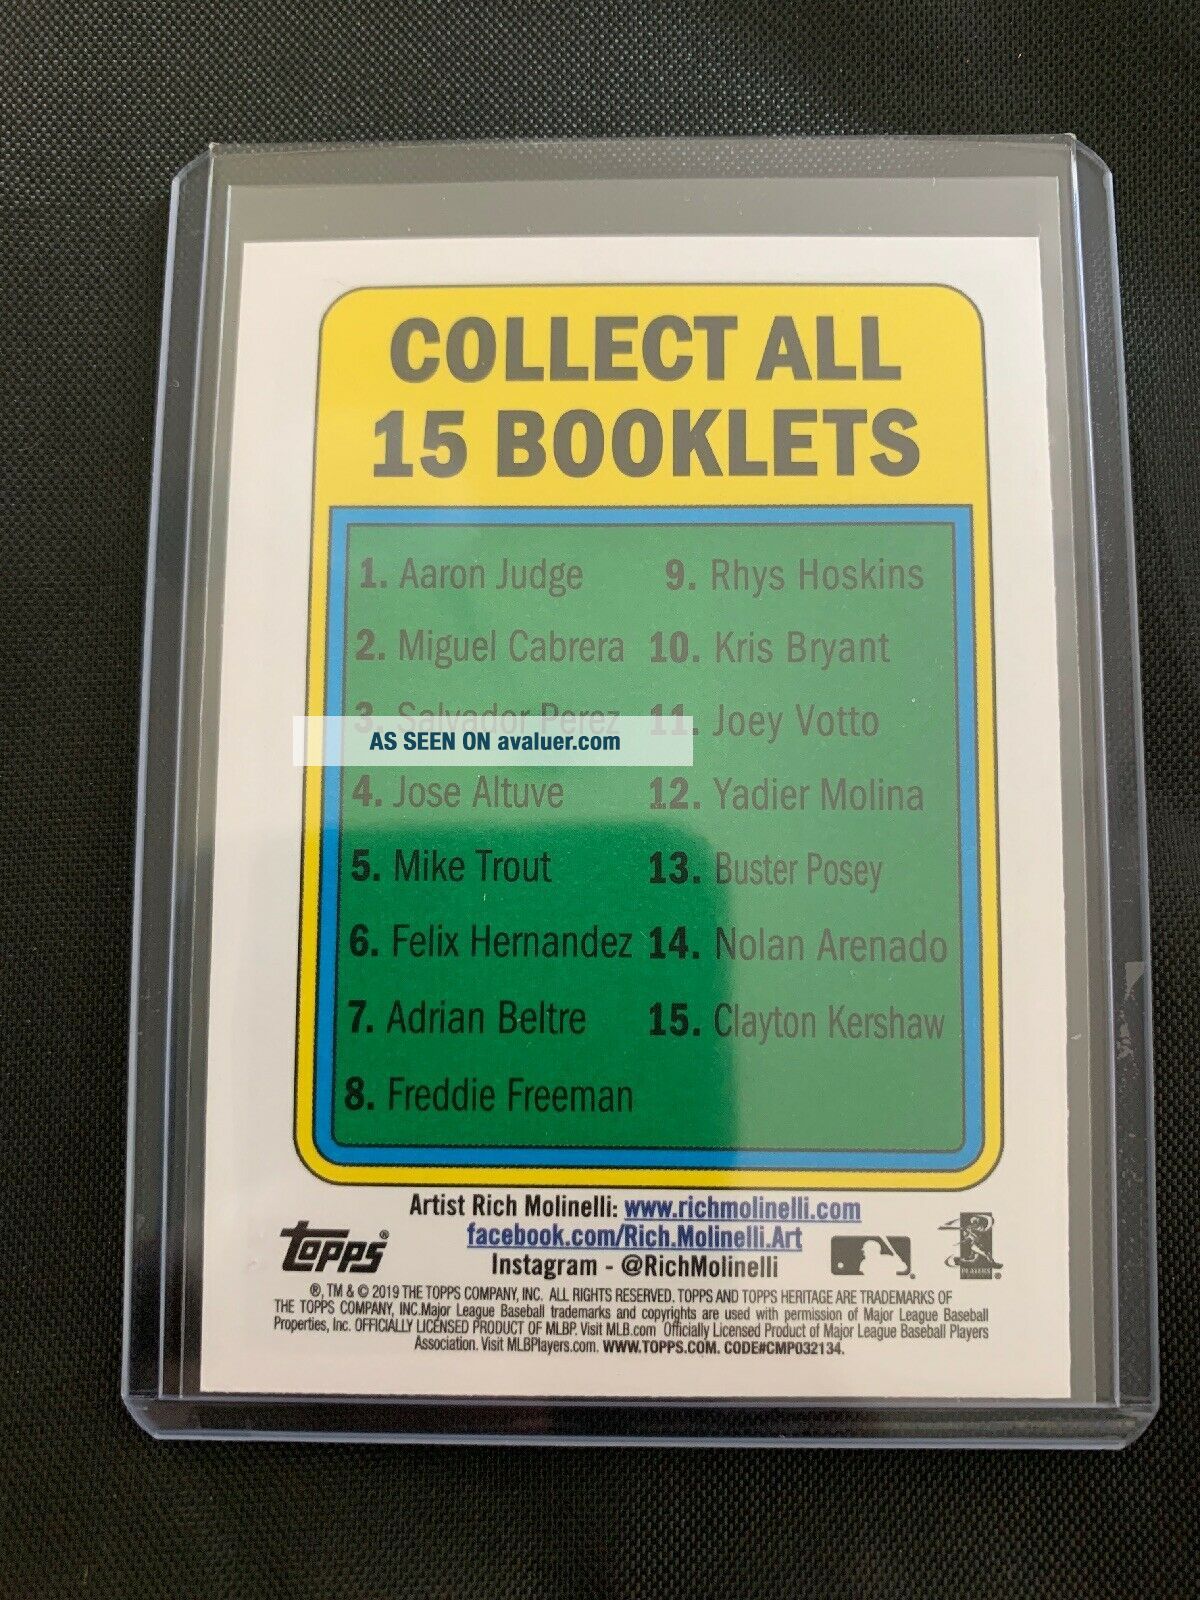 COLLECT ALL
15 BOOKLETS
1. Aaron Judge
2. Miguel Cabrera
3. Salvador Perez
AS SEEN ON avaluer.com
4. Jose Altuve
5. Mike Trout
6. Felix Hernandez
7. Adrian Beltre
8. Freddie Freeman
9. Rhys Hoskins
10. Kris Bryant
11. Joey Votto
12. Yadier Molina
13. Buster Posey
14. Nolan Arenado
15. Clayton Kershaw
Artist Rich Molinelli: www.richmolinelli.com
facebook.com/Rich.Molinelli.Art
Instagram - @RichMolinelli
topps®
PLAYERS
®, TM & © 2019 THE TOPPS COMPANY, INC. ALL RIGHTS RESERVED. TOPPS AND TOPPS HERITAGE ARE TRADEMARKS OF
THE TOPPS COMPANY, INC.Major League Baseball trademarks and copyrights are used with permission of Major League Baseball
Properties, Inc. OFFICIALLY LICENSED PRODUCT OF MLBP. Visit MLB.com Officially Licensed Product of Major League Baseball Players
Association. Visit MLBPlayers.com. WWW.TOPPS.COM. CODE#CMP032134.